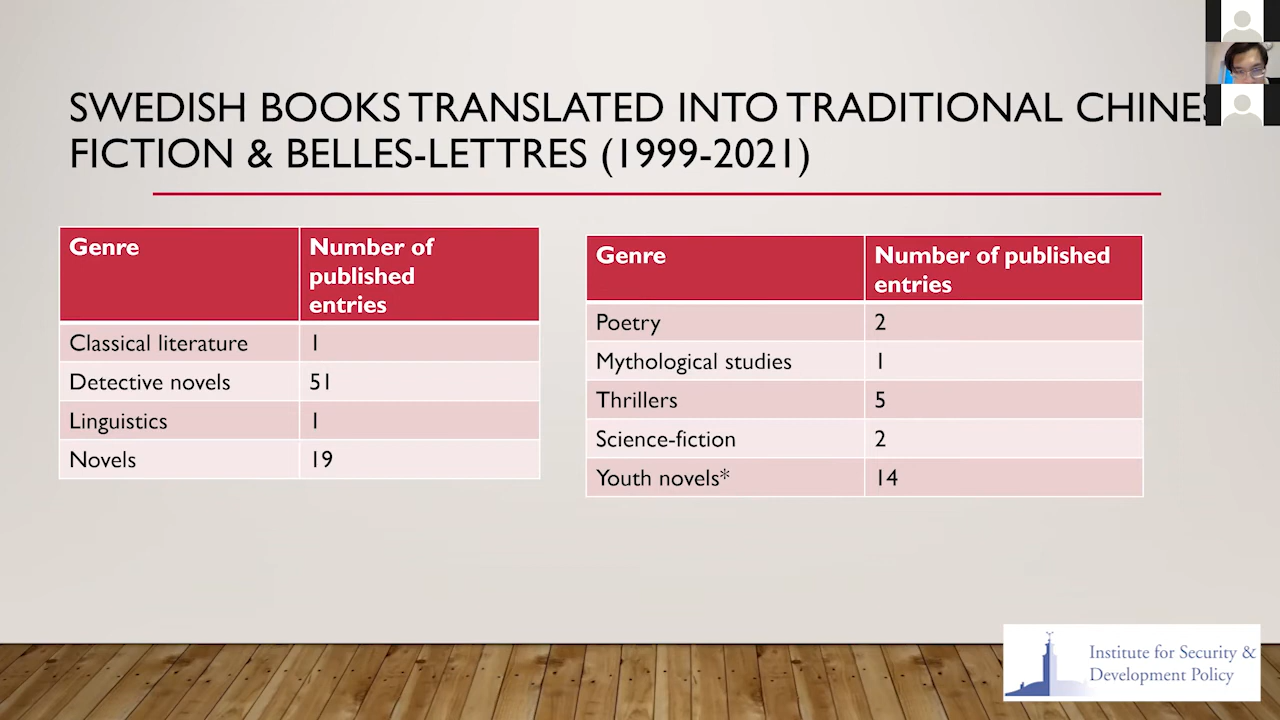 SWEDISH BOOKS TRANSLATED INTO TRADITIONAL CHINES
FICTION & BELLES-LETTRES (1999-2021)
Genre Number of published entries
Classical literature 1
Detective novels 51
Linguistics 1
Novels 19
Genre Number of published entries
Poetry 2
Mythological studies 1
Thrillers 5
Science-fiction 2
Youth novels* 14
Institute for Security &
Development Policy